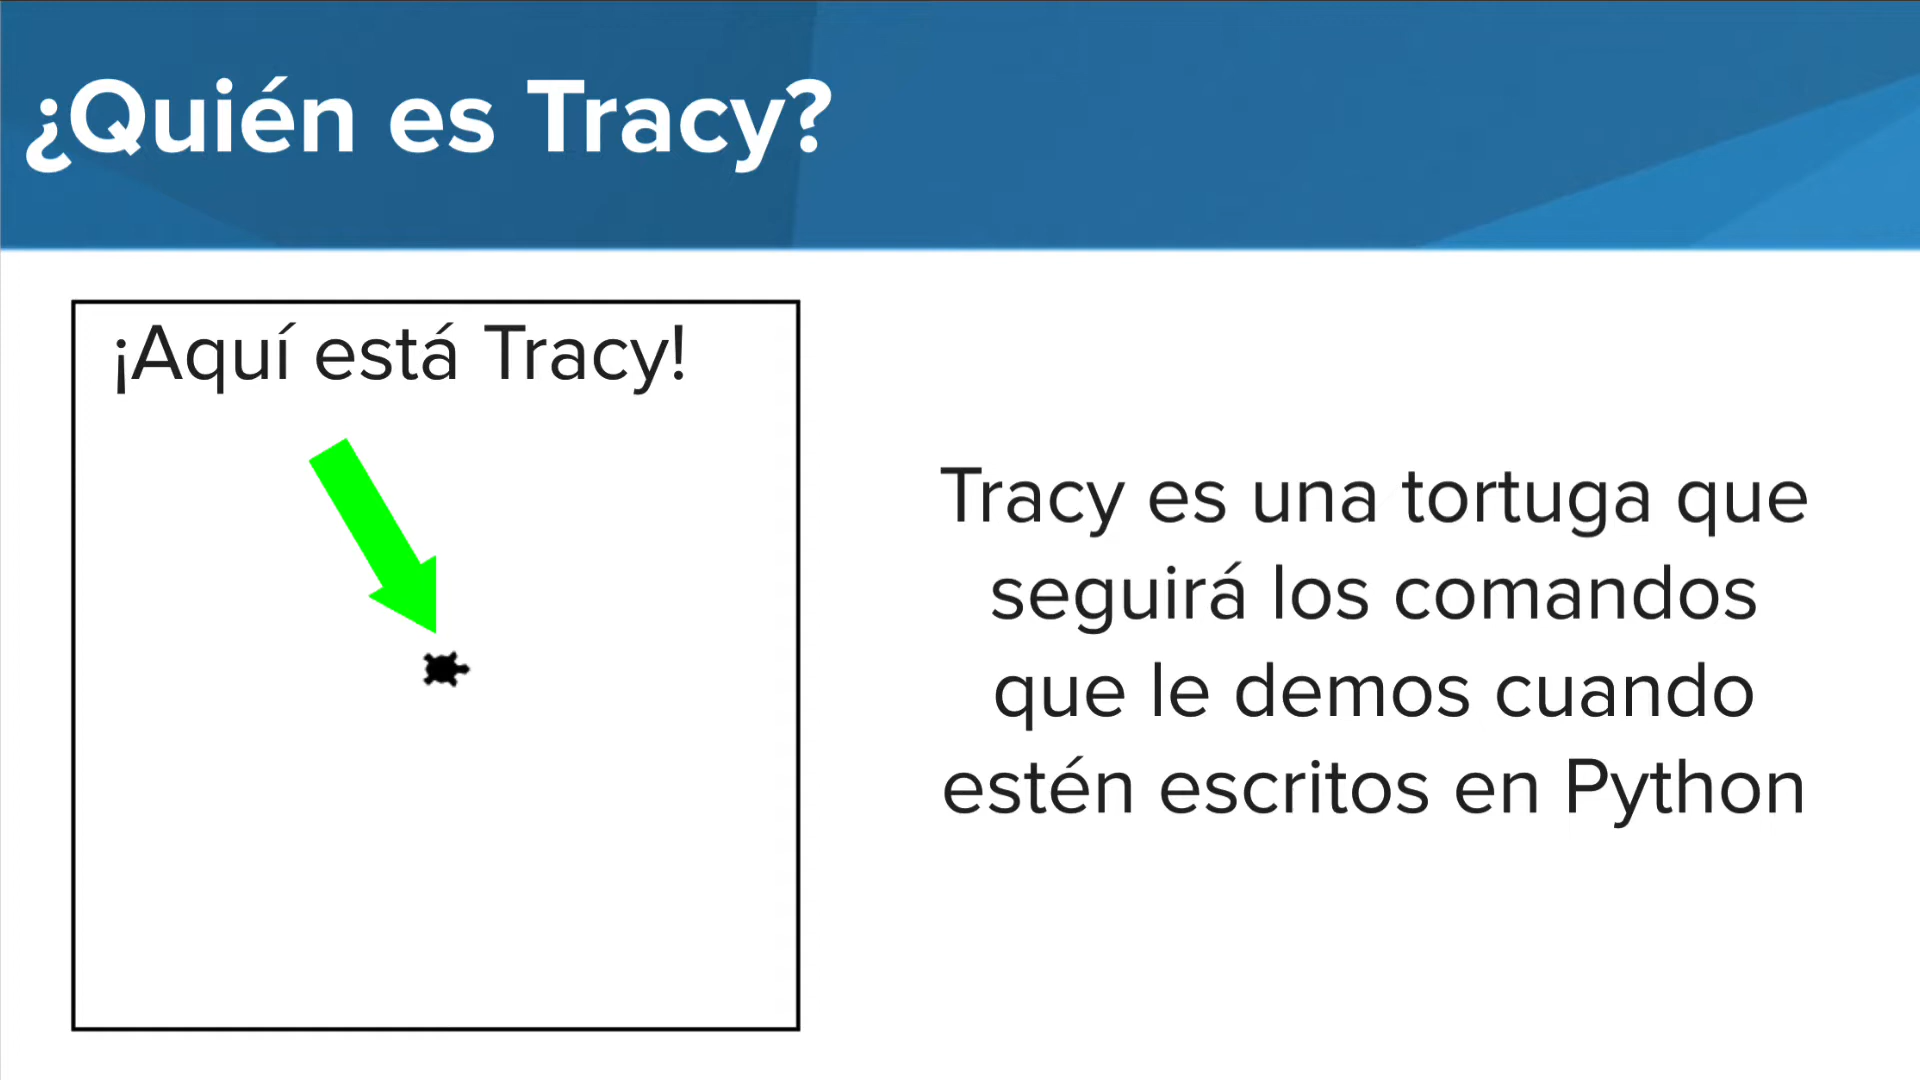 ¿Quién es Tracy?
¡Aquí está Tracy!
Tracy es una tortuga que
seguirá los comandos
que le demos cuando
estén escritos en Python